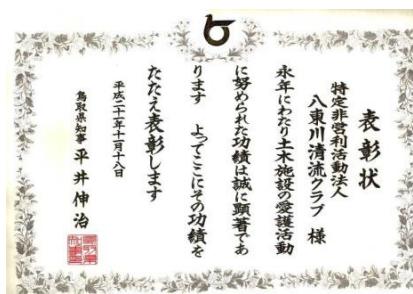 表彰状
特定非営利活動法人
八東川清流クラブ 様
永年にわたり土木施設の愛護活動
に努められた功績は誠に顕著であ
ります よってここにその功績を
たたえ表彰します
平成二十年十一月十八日
鳥取県知事 平井伸治